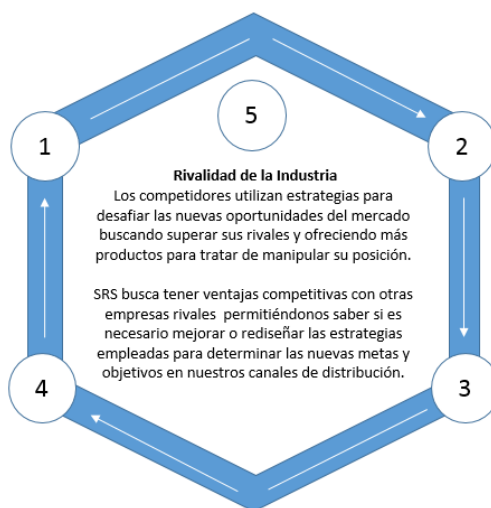 5
1
2
Rivalidad de la Industria
Los competidores utilizan estrategias para
desafiar las nuevas oportunidades del mercado
buscando superar sus rivales y ofreciendo más
productos para tratar de manipular su posición.
SRS busca tener ventajas competitivas con otras
empresas rivales permitiéndonos saber si es
necesario mejorar o rediseñar las estrategias
empleadas para determinar las nuevas metas y
objetivos en nuestros canales de distribución.
4
3